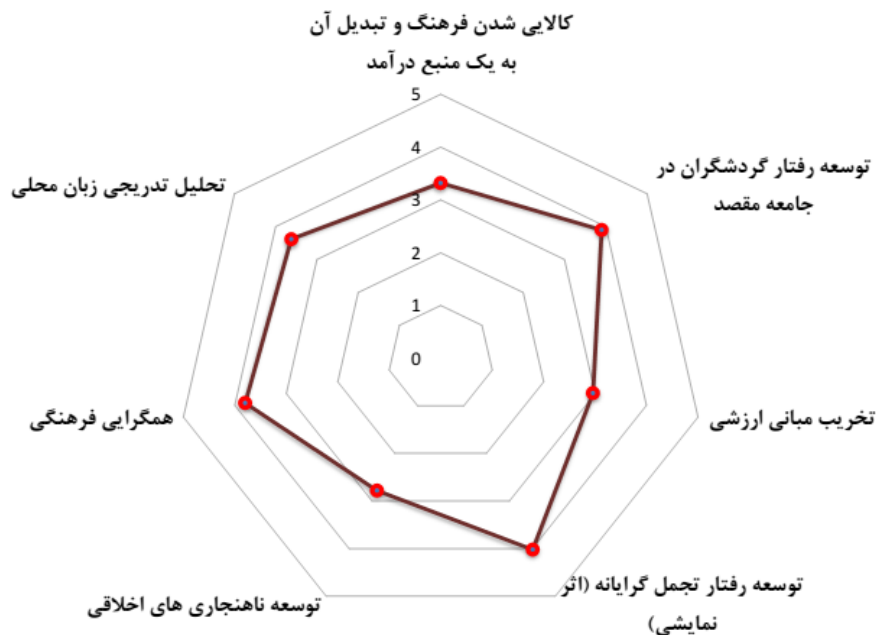 کالایی شدن فرهنگ و تبدیل آن
به یک منبع درآمد
5
4
3
2
1
0
توسعه رفتار گردشگران در
جامعه مقصد
تخریب مبانی ارزشی
توسعه رفتار تجمل گرایانه (اثر
نمایشی)
توسعه ناهنجاری های اخلاقی
همگرایی فرهنگی
تحلیل تدریجی زبان محلی